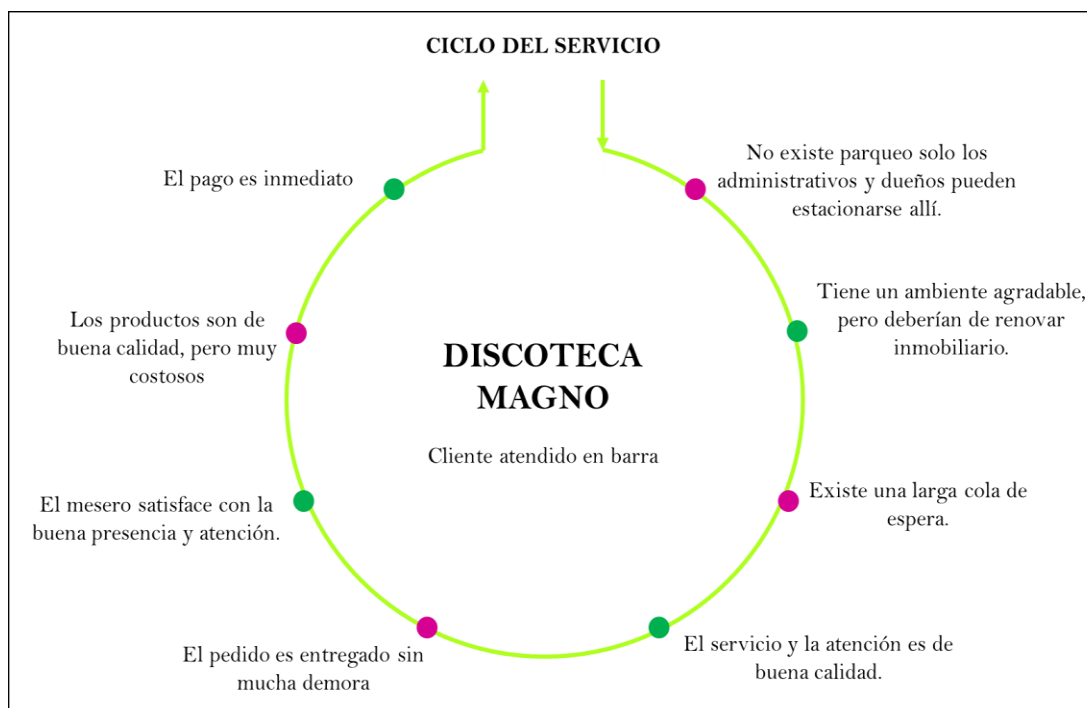 CICLO DEL SERVICIO
No existe parqueo solo los
administrativos y dueños pueden
estacionarse allí.
Tiene un ambiente agradable,
pero deberían de renovar
inmobiliario.
Existe una larga cola de
espera.
El servicio y la atención es de
buena calidad.
El pedido es entregado sin
mucha demora
El mesero satisface con la
buena presencia y atención.
Los productos son de
buena calidad, pero muy
costosos
El pago es inmediato
DISCOTECA
MAGNO
Cliente atendido en barra